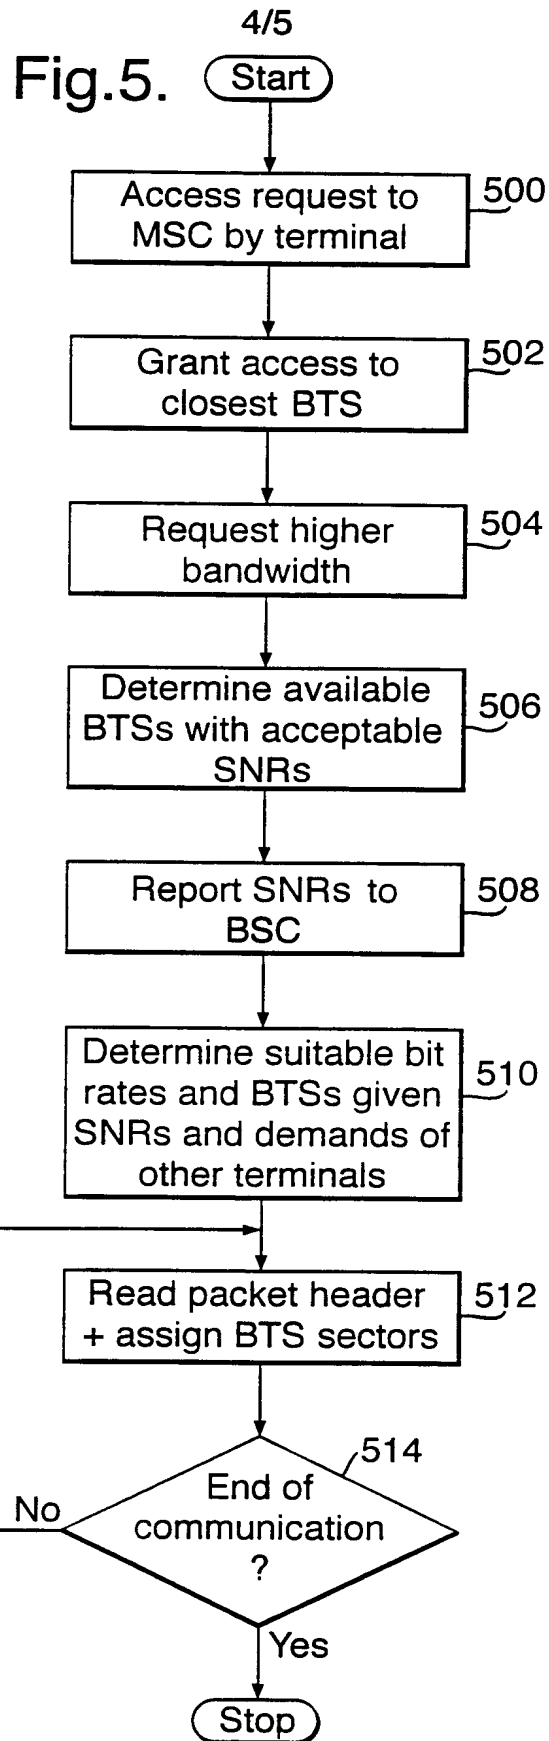 4/5
Fig.5.
Start
Access request to
MSC by terminal
500
Grant access to
closest BTS
502
Request higher
bandwidth
504
Determine available
BTSs with acceptable
SNRs
506
Report SNRs to
BSC
508
Determine suitable bit
rates and BTSs given
SNRs and demands of
other terminals
510
Read packet header
+ assign BTS sectors
512
End of
communication
?
514
No
Yes
Stop